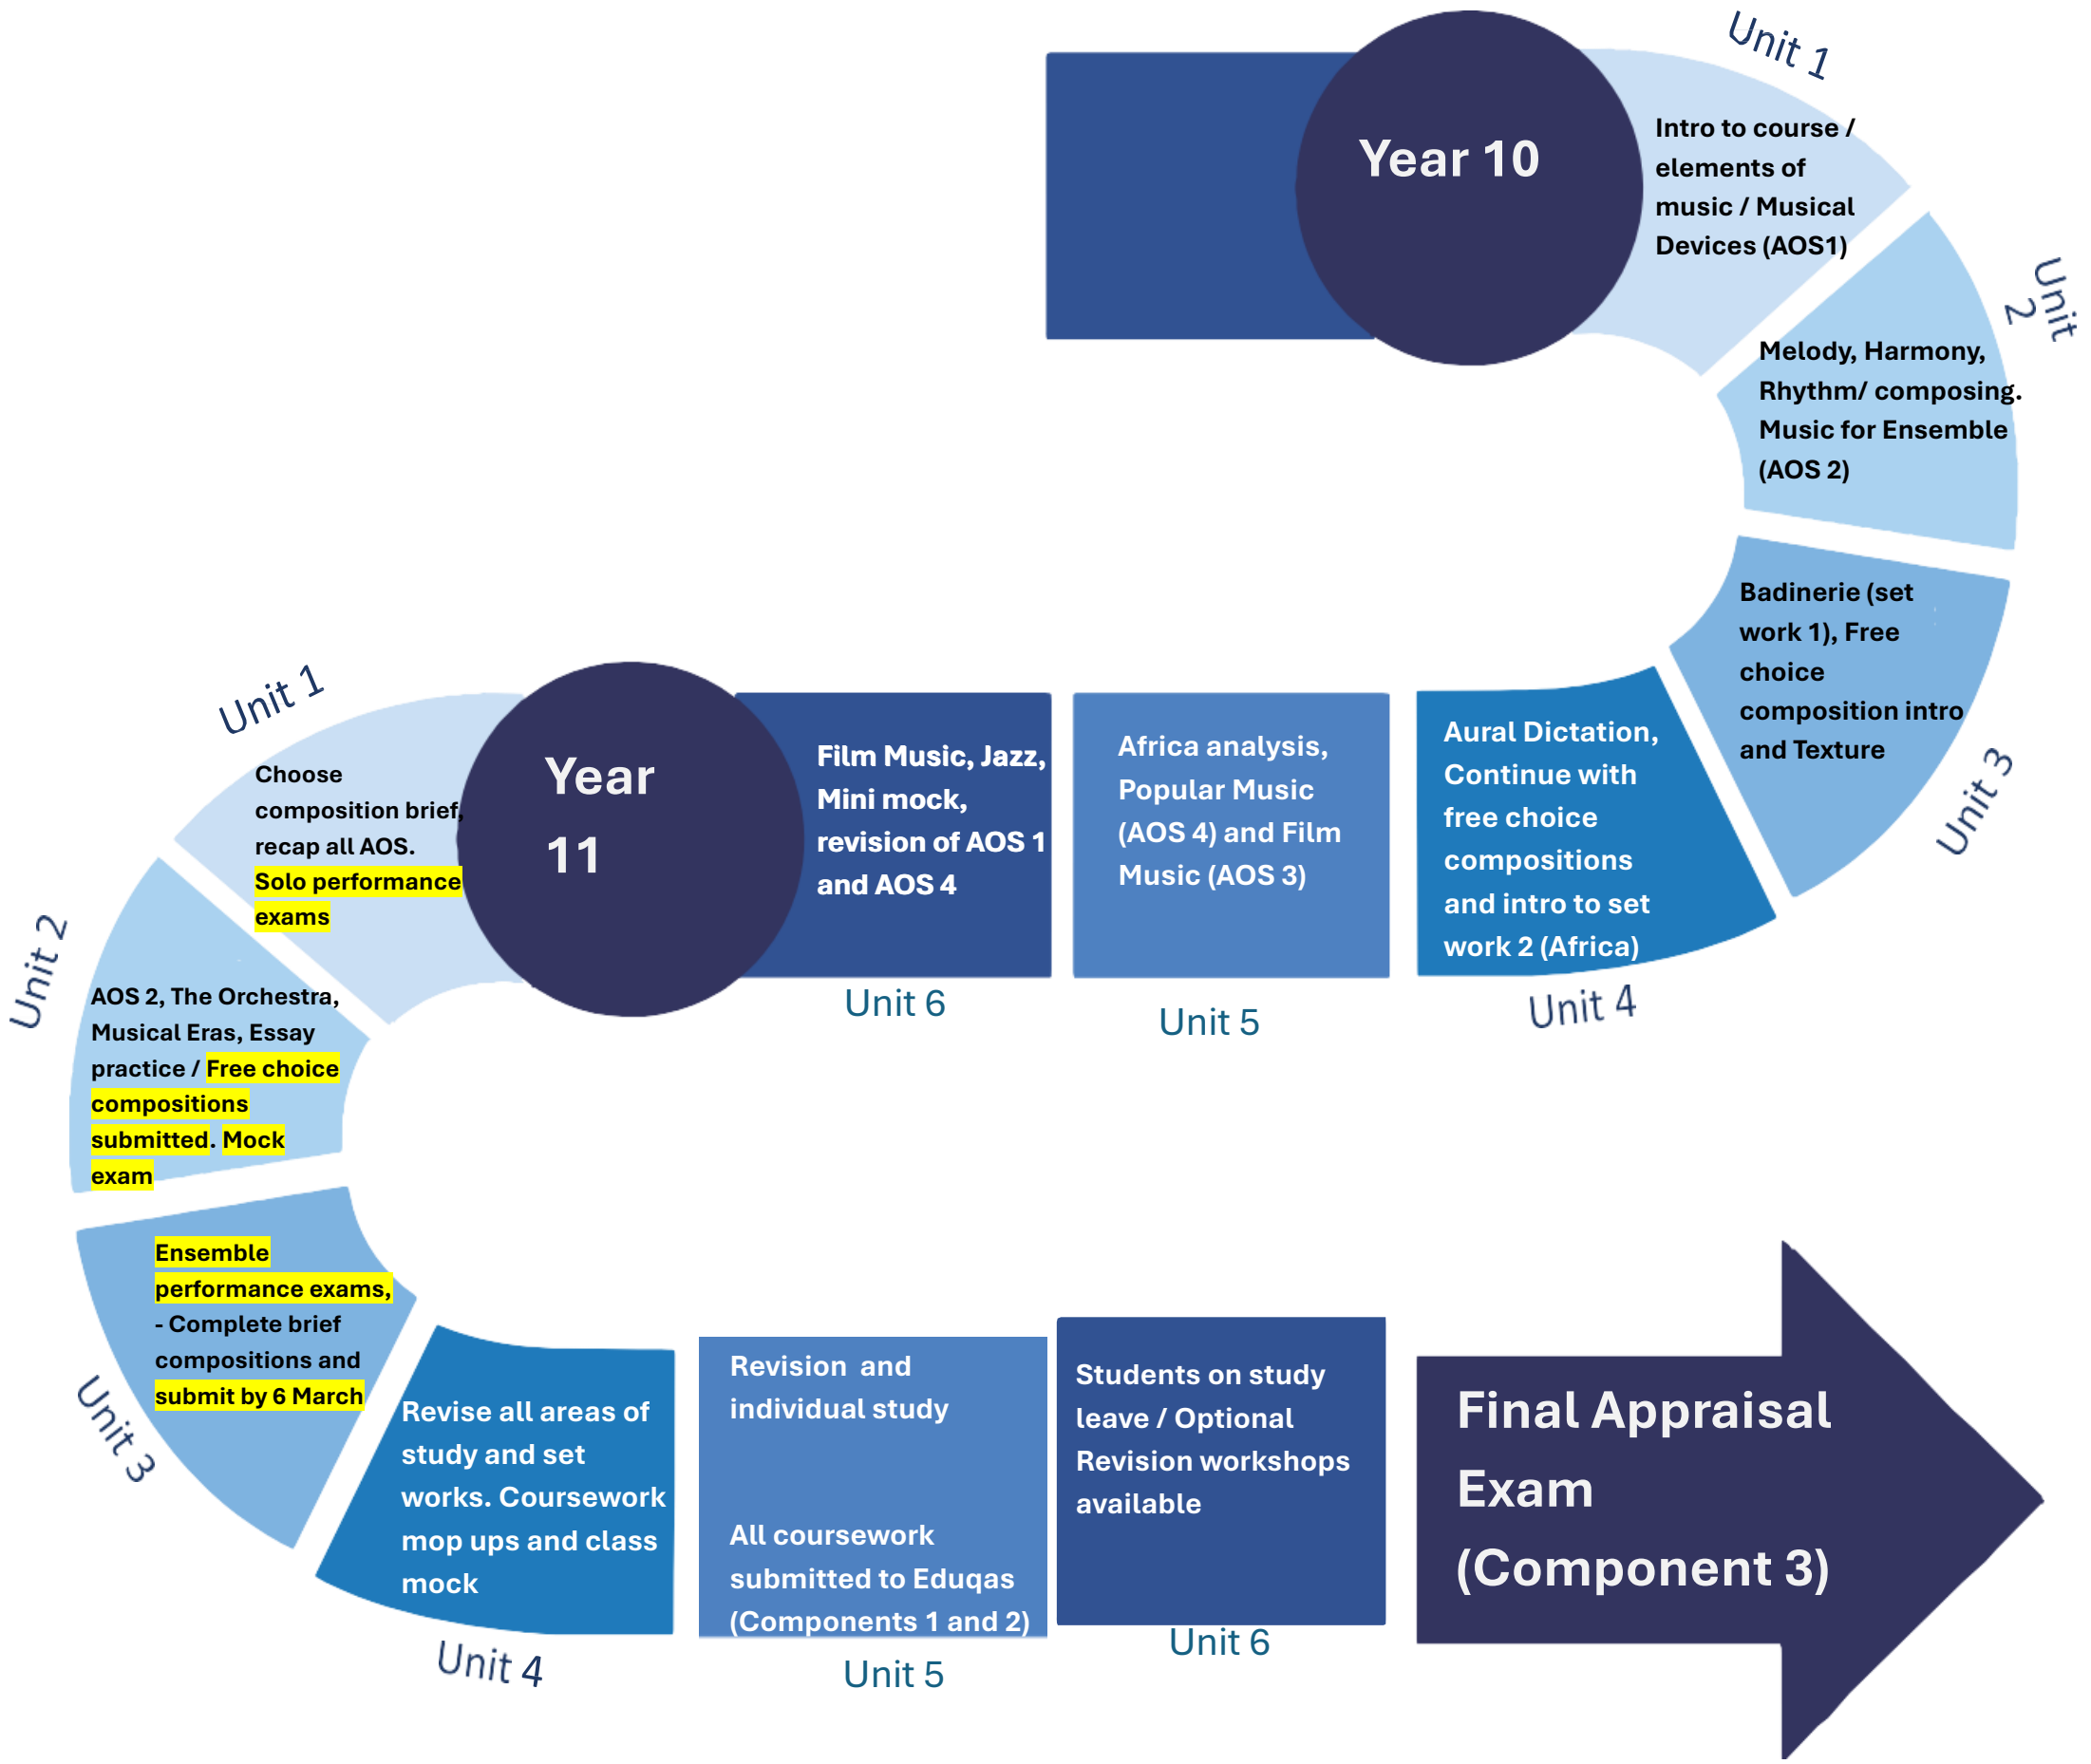 Year 10
Unit 1
Intro to course /
elements of
music / Musical
Devices (AOS1)
Unit
2
Melody, Harmony,
Rhythm/ composing.
Music for Ensemble
(AOS 2)
Badinerie (set
work 1), Free
choice
composition intro
and Texture
Unit 3
Aural Dictation,
Continue with
free choice
compositions
and intro to set
work 2 (Africa)
Unit 4
Africa analysis,
Popular Music
(AOS 4) and Film
Music (AOS 3)
Unit 5
Film Music, Jazz,
Mini mock,
revision of AOS 1
and AOS 4
Unit 6
Year
11
Unit 1
Choose
composition brief,
recap all AOS.
Solo performance
exams
Unit 2
AOS 2, The Orchestra,
Musical Eras, Essay
practice / Free choice
compositions
submitted. Mock
exam
Ensemble
performance exams,
- Complete brief
compositions and
submit by 6 March
Unit 3
Revise all areas of
study and set
works. Coursework
mop ups and class
mock
Unit 4
Revision  and
individual study
All coursework
submitted to Eduqas
(Components 1 and 2)
Unit 5
Students on study
leave / Optional
Revision workshops
available
Unit 6
Final Appraisal
Exam
(Component 3)